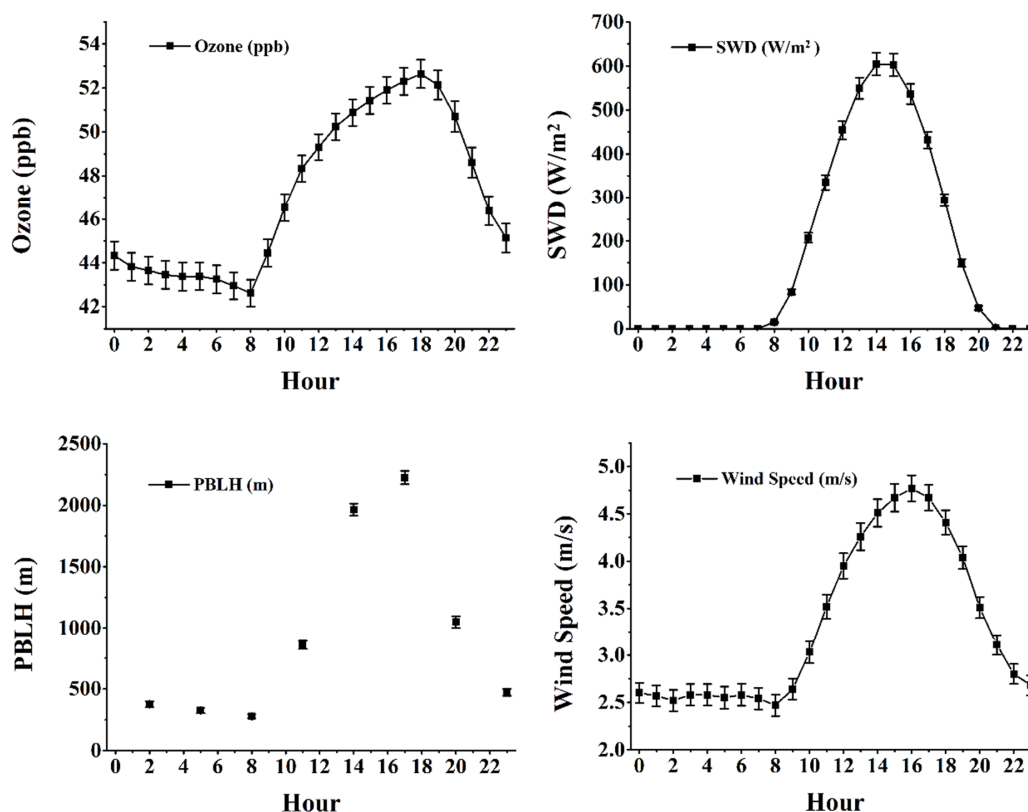 Ozone (ppb)
54
52
50
48
46
44
42
Ozone (ppb)
0 2 4 6 8 10 12 14 16 18 20 22
Hour
SWD (W/m²)
700
600
500
400
300
200
100
0
SWD (W/m²)
0 2 4 6 8 10 12 14 16 18 20 22
Hour
PBLH (m)
2500
2000
1500
1000
500
0
PBLH (m)
0 2 4 6 8 10 12 14 16 18 20 22
Hour
Wind Speed (m/s)
5.0
4.5
4.0
3.5
3.0
2.5
2.0
Wind Speed (m/s)
0 2 4 6 8 10 12 14 16 18 20 22
Hour